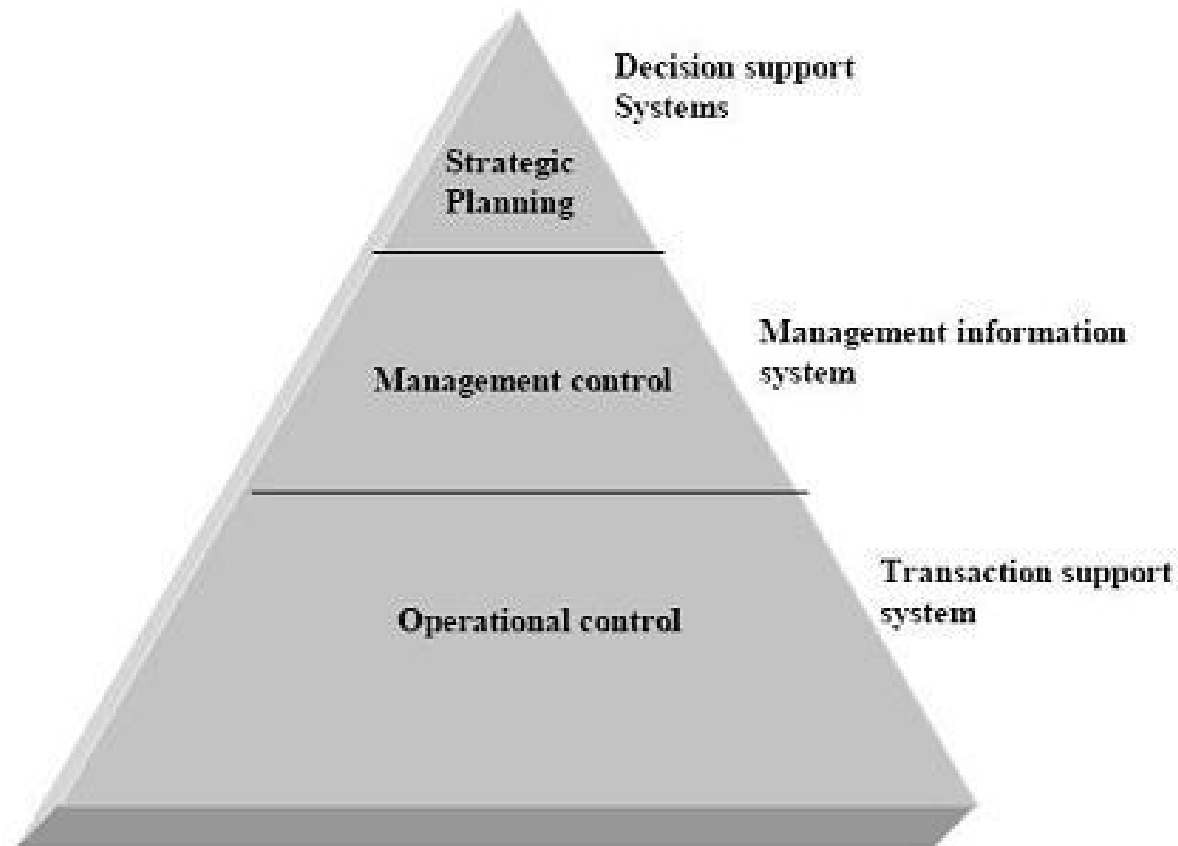 Decision support
Systems
Strategic
Planning
Management information
system
Management control
Transaction support
system
Operational control